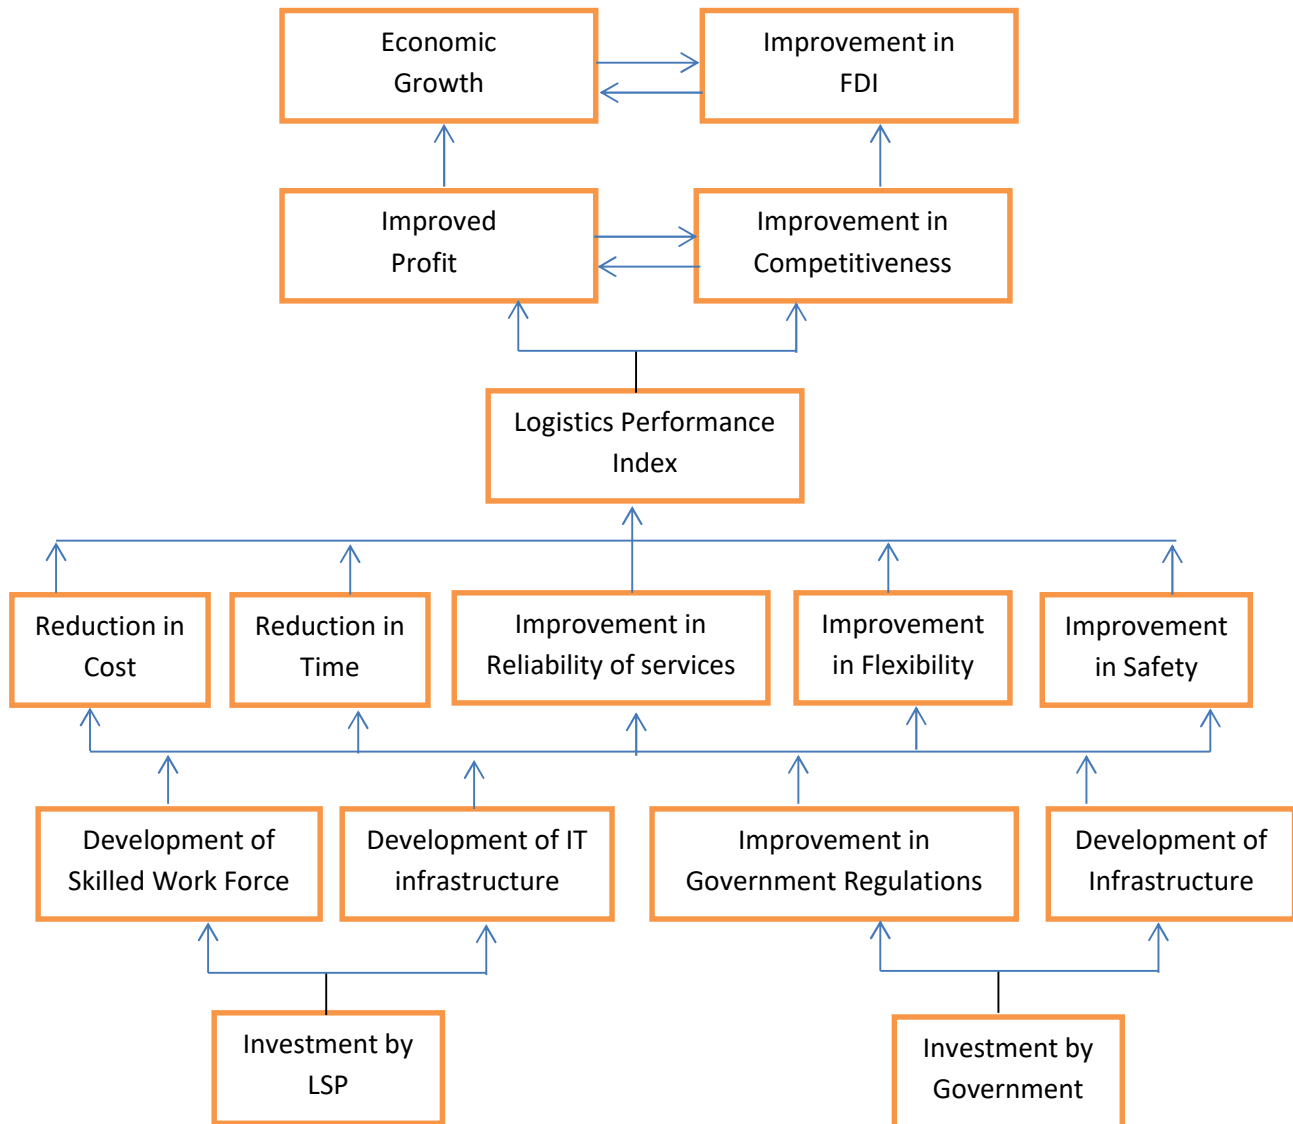 Economic
Growth
Improvement in
FDI
Improved
Profit
Improvement in
Competitiveness
Logistics Performance
Index
Reduction in
Cost
Reduction in
Time
Improvement in
Reliability of services
Improvement
in Flexibility
Improvement
in Safety
Development of
Skilled Work Force
Development of IT
infrastructure
Improvement in
Government Regulations
Development of
Infrastructure
Investment by
LSP
Investment by
Government